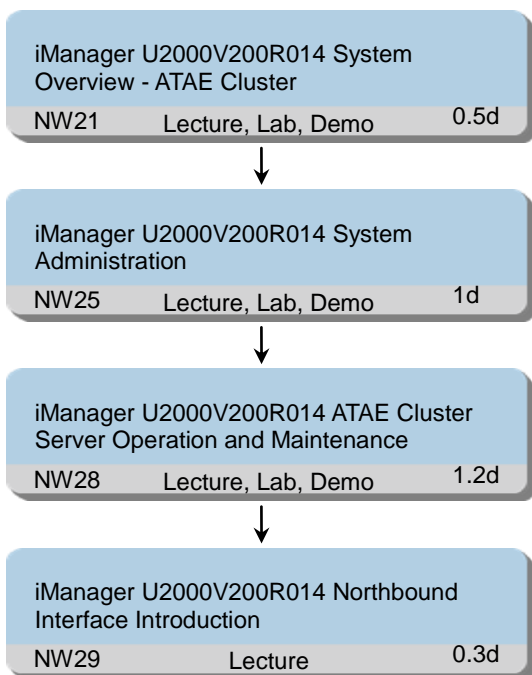 iManager U2000V200R014 System
Overview - ATAE Cluster
NW21 Lecture, Lab, Demo 0.5d
iManager U2000V200R014 System
Administration
NW25 Lecture, Lab, Demo 1d
iManager U2000V200R014 ATAE Cluster
Server Operation and Maintenance
NW28 Lecture, Lab, Demo 1.2d
iManager U2000V200R014 Northbound
Interface Introduction
NW29 Lecture 0.3d